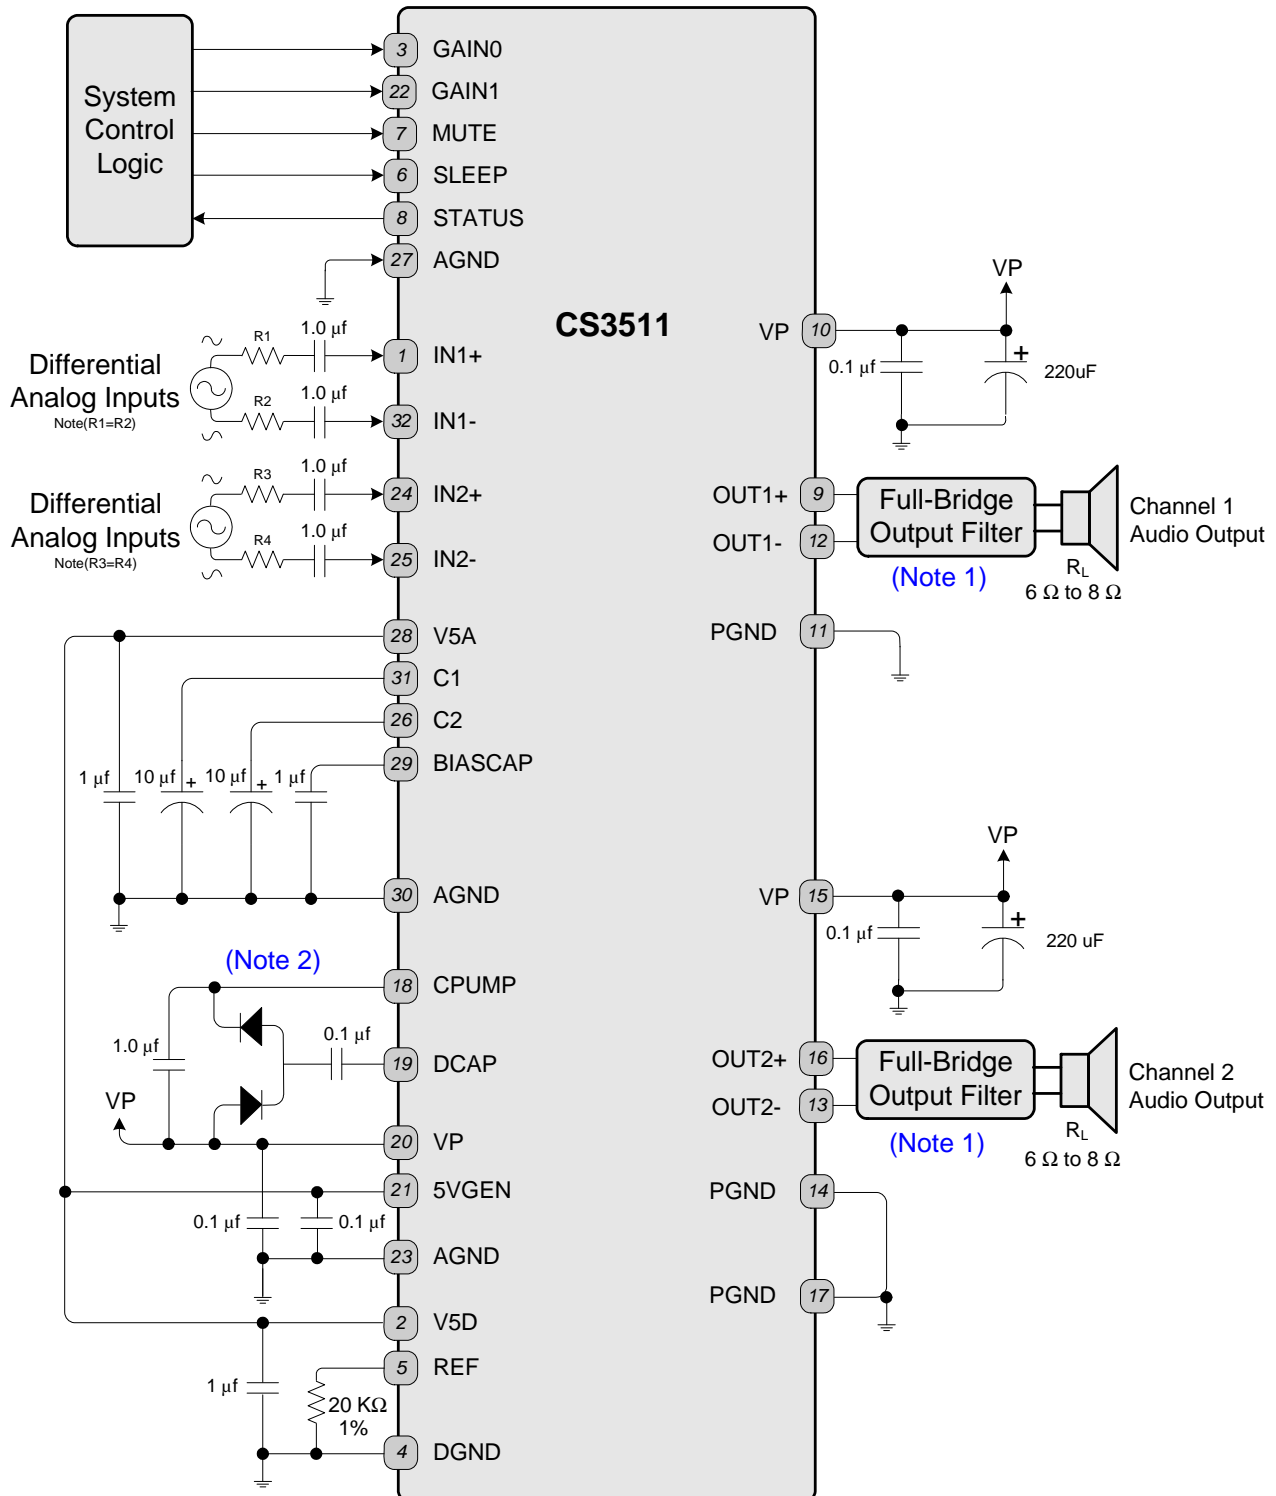 System
Control
Logic
3 GAIN0
22 GAIN1
7 MUTE
6 SLEEP
8 STATUS
27 AGND
CS3511
Differential
Analog Inputs
Note(R1=R2)
R1
1.0 μf
1 IN1+
R2
1.0 μf
32 IN1-
Differential
Analog Inputs
Note(R3=R4)
R3
1.0 μf
24 IN2+
R4
1.0 μf
25 IN2-
28 V5A
31 C1
26 C2
29 BIASCAP
1 μf
10 μf +
10 μf +
1 μf
30 AGND
(Note 2)
18 CPUMP
1.0 μf
0.1 μf
19 DCAP
VP
20 VP
21 5VGEN
0.1 μf
0.1 μf
23 AGND
2 V5D
5 REF
1 μf
20 KΩ
1%
4 DGND
VP
VP 10
0.1 μf
+
220uF
OUT1+ 9
OUT1- 12
Full-Bridge
Output Filter
(Note 1)
Channel 1
Audio Output
RL
6 Ω to 8 Ω
PGND 11
VP
VP 15
0.1 μf
+
220 uF
OUT2+ 16
OUT2- 13
Full-Bridge
Output Filter
(Note 1)
Channel 2
Audio Output
RL
6 Ω to 8 Ω
PGND 14
PGND 17